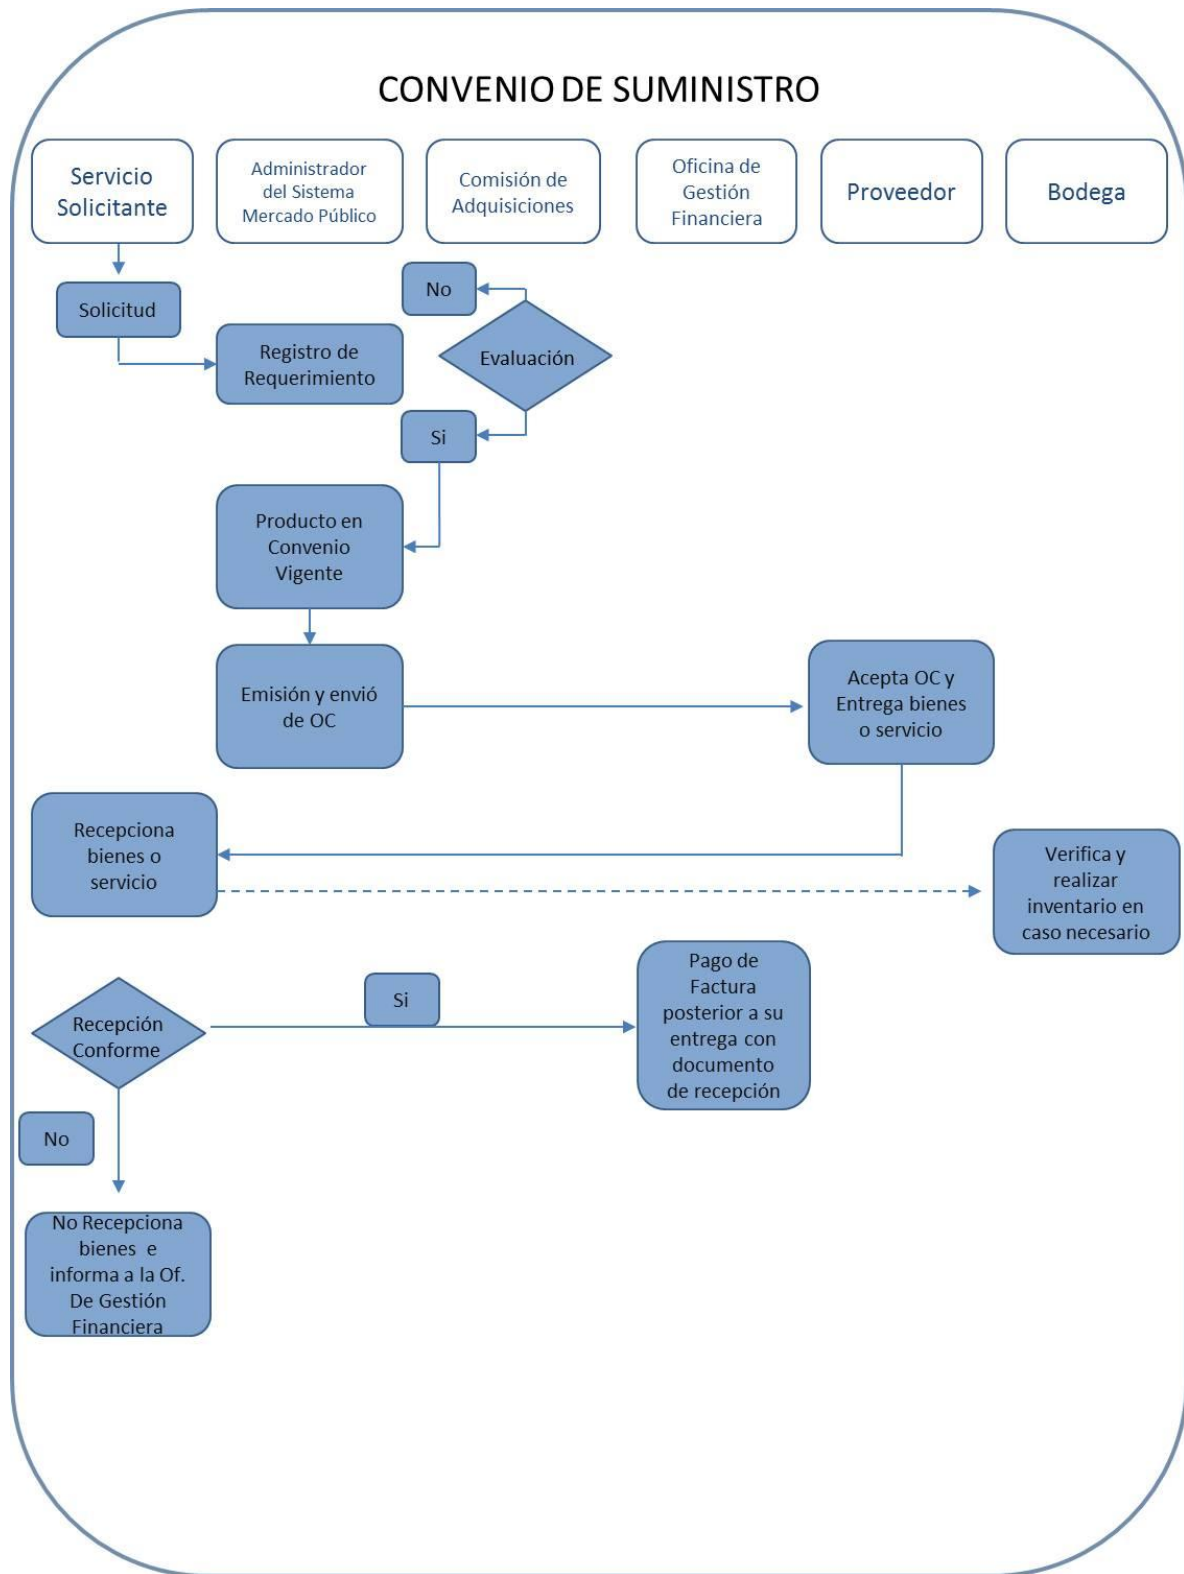 CONVENIO DE SUMINISTRO
Servicio
Solicitante
Administrador
del Sistema
Mercado Público
Comisión de
Adquisiciones
Oficina de
Gestión
Financiera
Proveedor
Bodega
Solicitud
No
Registro de
Requerimiento
Evaluación
Si
Producto en
Convenio
Vigente
Emisión y envió
de OC
Acepta OC y
Entrega bienes
o servicio
Recepciona
bienes o
servicio
Verifica y
realizar
inventario en
caso necesario
Recepción
Conforme
Si
Pago de
Factura
posterior a su
entrega con
documento
de recepción
No
No Recepciona
bienes e
informa a la Of.
De Gestión
Financiera